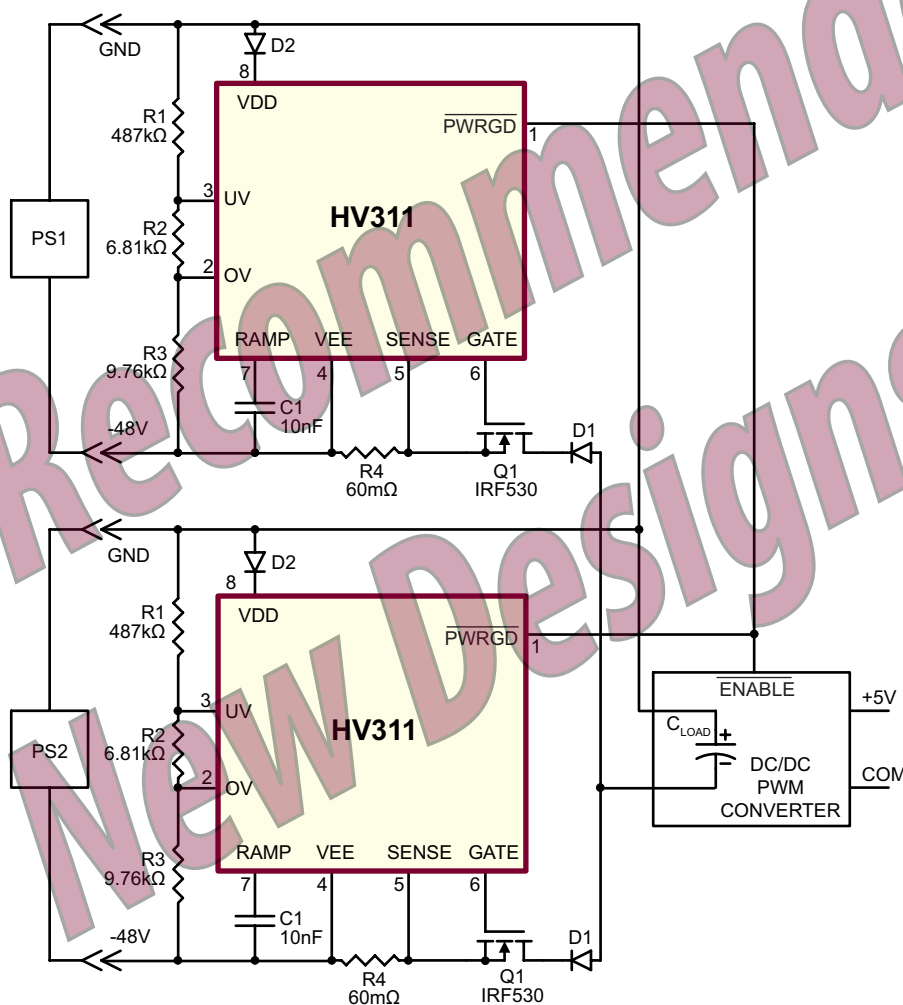 GND
D2
8
VDD
R1
487kΩ
PWRGD
1
3
UV
HV311
PS1
R2
6.81kΩ
2
OV
R3
9.76kΩ
RAMP
VEE
SENSE
GATE
7
4
5
6
C1
10nF
-48V
R4
60mΩ
Q1
IRF530
D1
GND
D2
8
VDD
R1
487kΩ
PWRGD
1
3
UV
HV311
PS2
R2
6.81kΩ
2
OV
R3
9.76kΩ
RAMP
VEE
SENSE
GATE
7
4
5
6
C1
10nF
-48V
R4
60mΩ
Q1
IRF530
D1
ENABLE
CLOAD
+
-
DC/DC
PWM
CONVERTER
+5V
COM
Recommend
New Designs